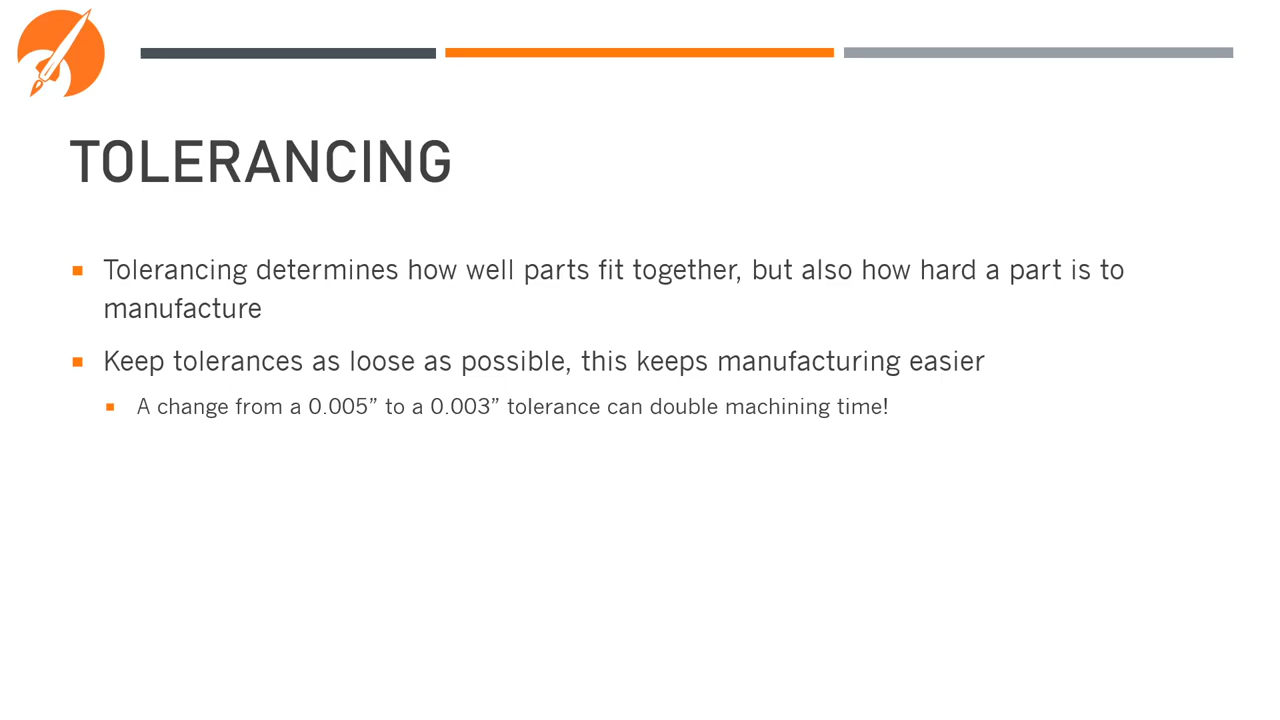 TOLERANCING
Tolerancing determines how well parts fit together, but also how hard a part is to
manufacture
Keep tolerances as loose as possible, this keeps manufacturing easier
A change from a 0.005” to a 0.003” tolerance can double machining time!